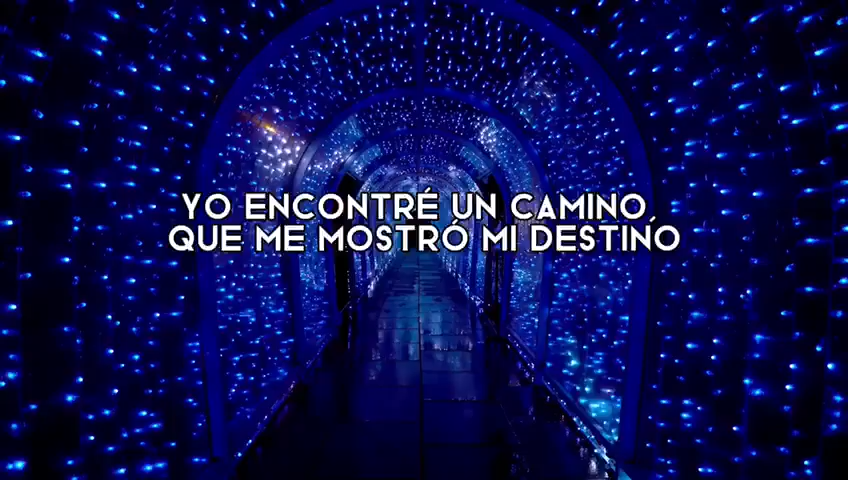 YO ENCONTRÉ UN CAMINO,
QUE ME MOSTRÓ MI DESTINO